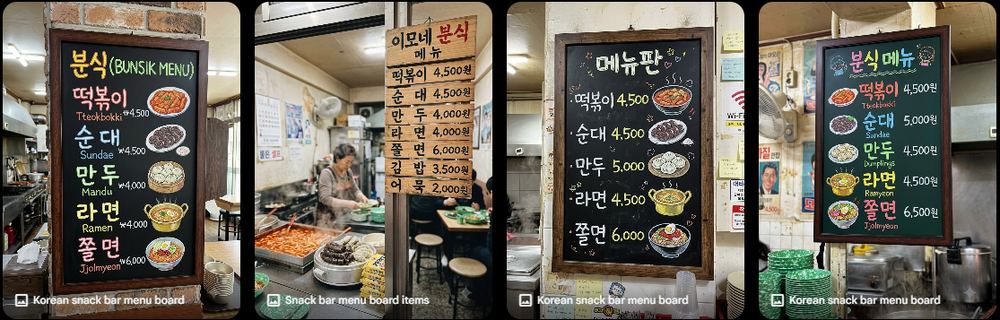 분식(BUNSIK MENU)
떡볶이
Tteokbokki ₩4,500
순대
Sundae ₩4,500
만두
Mandu ₩4,000
라면
Ramen ₩4,000
쫄면
Jjolmyeon ₩6,000
Korean snack bar menu board
이모네 분식
메뉴
떡볶이 4,500원
순대 4,500원
만두 4,000원
라면 4,000원
쫄면 6,000원
김밥 3,500원
어묵 2,000원
Snack bar menu board items
메뉴판
·떡볶이 4.500
·순대 4.500
·만두 5,000
·라면 4.500
쫄면 6,000
Wi-Fi
Korean snack bar menu board
분식 메뉴
떡볶이 4,500원
Tteokbokki
순대 5,000원
Sundae
만두 4,500원
Dumplings
라면 4,500원
Ramyeon
쫄면 6,500원
Jjolmyeon
Korean snack bar menu board